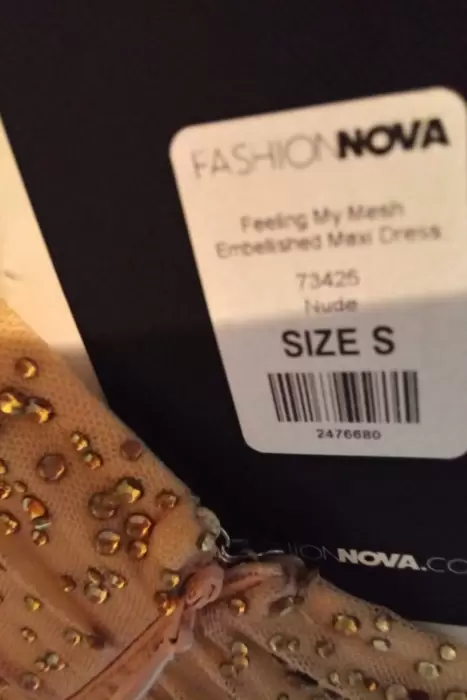 FASHIONNOVA
Feeling My Mesh
Embellished Maxi Dress
73425
Nude
SIZE S
2476680
FASHIONNOVA.CO